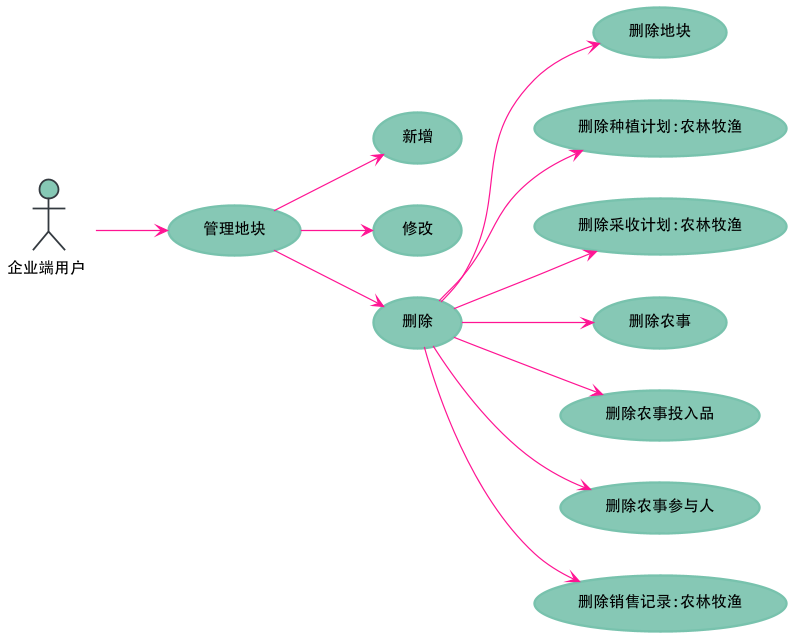 企业端用户
管理地块
新增
修改
删除
删除地块
删除种植计划:农林牧渔
删除采收计划:农林牧渔
删除农事
删除农事投入品
删除农事参与人
删除销售记录:农林牧渔